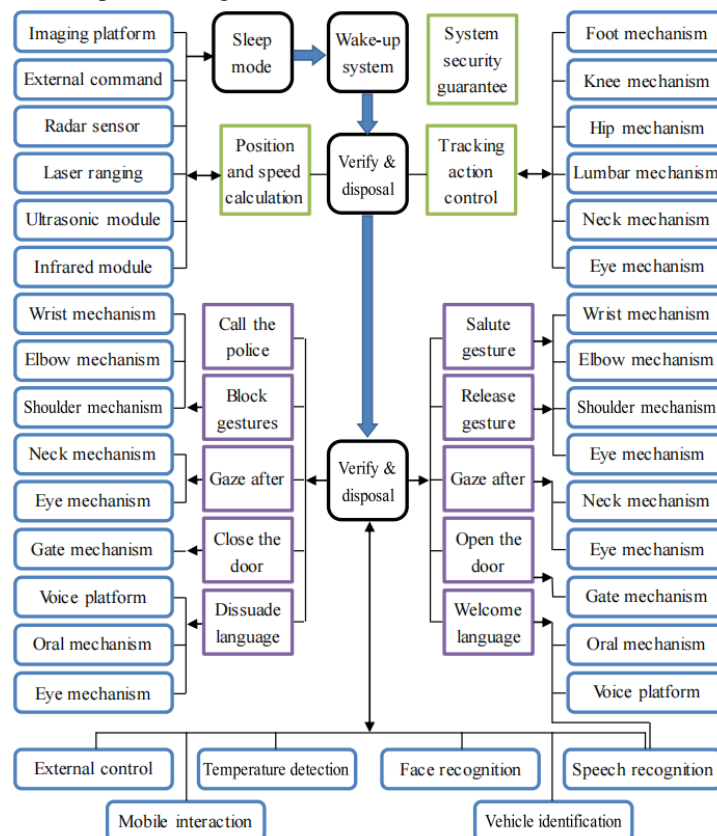 Imaging platform
External command
Radar sensor
Laser ranging
Ultrasonic module
Infrared module
Sleep
mode
Wake-up
system
System
security
guarantee
Position
and speed
calculation
Verify &
disposal
Tracking
action
control
Foot mechanism
Knee mechanism
Hip mechanism
Lumbar mechanism
Neck mechanism
Eye mechanism
Wrist mechanism
Elbow mechanism
Shoulder mechanism
Neck mechanism
Eye mechanism
Gate mechanism
Voice platform
Oral mechanism
Eye mechanism
Call the
police
Block
gestures
Gaze after
Close the
door
Dissuade
language
Verify &
disposal
Salute
gesture
Release
gesture
Gaze after
Open the
door
Welcome
language
Wrist mechanism
Elbow mechanism
Shoulder mechanism
Eye mechanism
Neck mechanism
Eye mechanism
Gate mechanism
Oral mechanism
Voice platform
External control
Temperature detection
Face recognition
Speech recognition
Mobile interaction
Vehicle identification